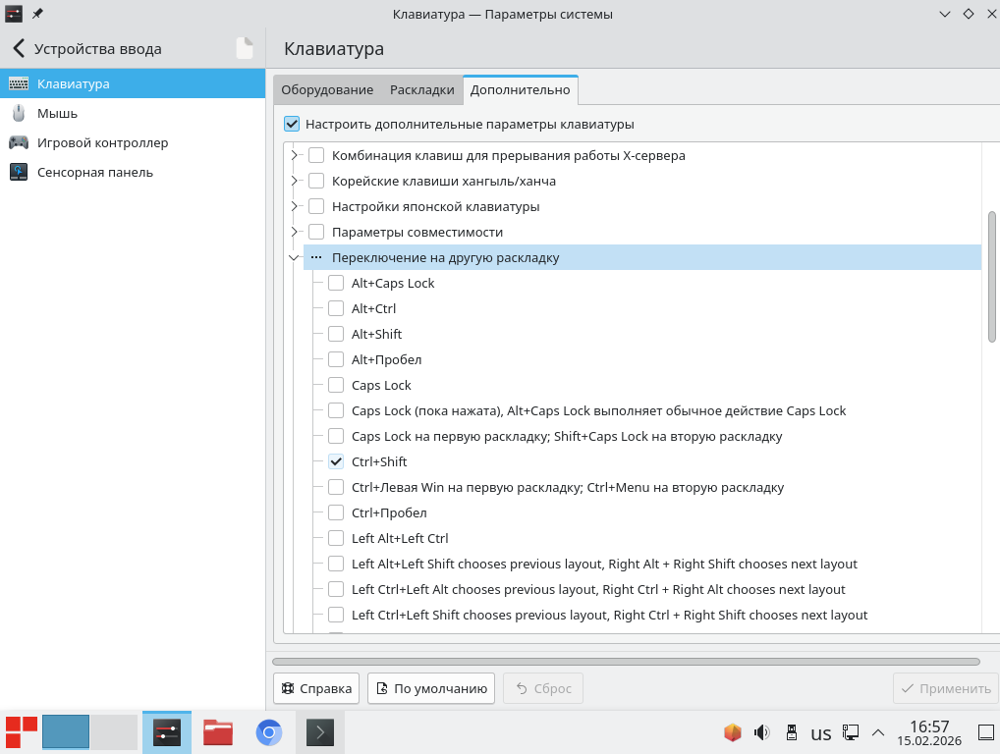 Клавиатура — Параметры системы
Устройства ввода
Клавиатура
Клавиатура
Мышь
Игровой контроллер
Сенсорная панель
Оборудование
Раскладки
Дополнительно
Настроить дополнительные параметры клавиатуры
Комбинация клавиш для прерывания работы X-сервера
Корейские клавиши хангыль/ханча
Настройки японской клавиатуры
Параметры совместимости
Переключение на другую раскладку
Alt+Caps Lock
Alt+Ctrl
Alt+Shift
Alt+Пробел
Caps Lock
Caps Lock (пока нажата), Alt+Caps Lock выполняет обычное действие Caps Lock
Caps Lock на первую раскладку; Shift+Caps Lock на вторую раскладку
Ctrl+Shift
Ctrl+Левая Win на первую раскладку; Ctrl+Menu на вторую раскладку
Ctrl+Пробел
Left Alt+Left Ctrl
Left Alt+Left Shift chooses previous layout, Right Alt + Right Shift chooses next layout
Left Ctrl+Left Alt chooses previous layout, Right Ctrl + Right Alt chooses next layout
Left Ctrl+Left Shift chooses previous layout, Right Ctrl + Right Shift chooses next layout
Справка
По умолчанию
Сброс
Применить
us
16:57
15.02.2026